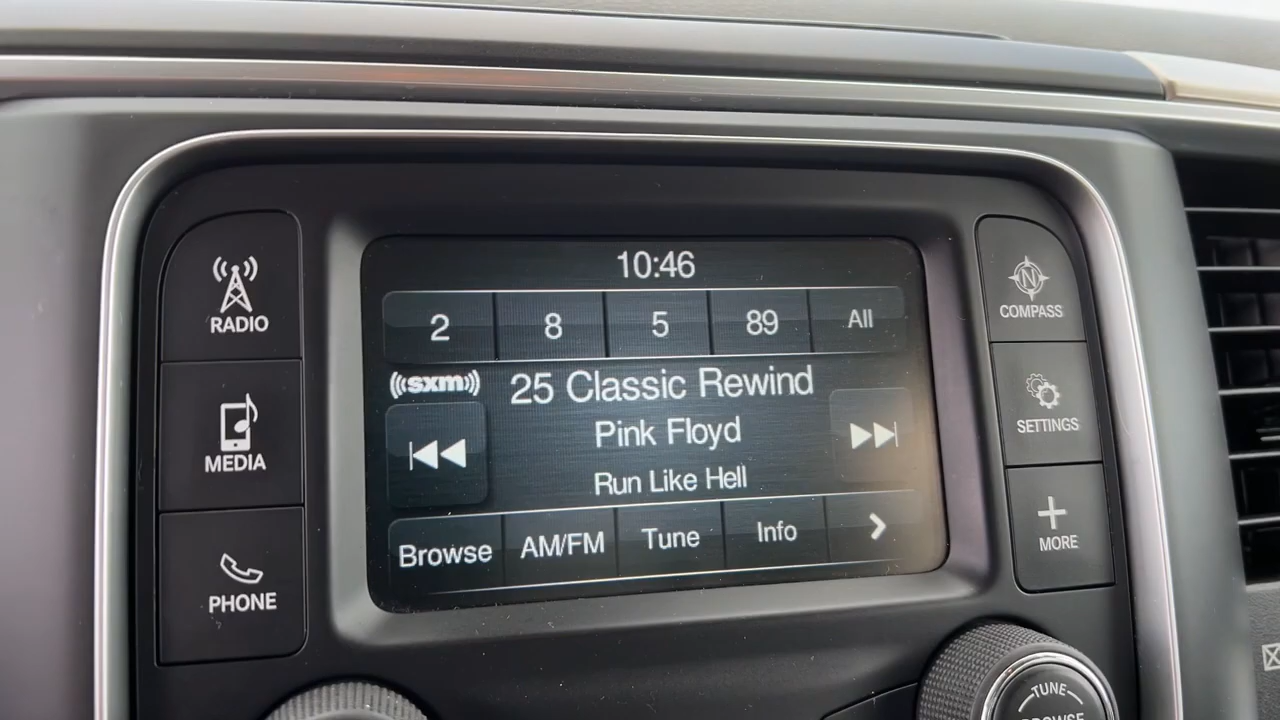 10:46
2 8 5 89 All
((sxm)) 25 Classic Rewind
Pink Floyd
Run Like Hell
Browse AM/FM Tune Info
RADIO
MEDIA
PHONE
N
COMPASS
SETTINGS
MORE
TUNE
BROWSE